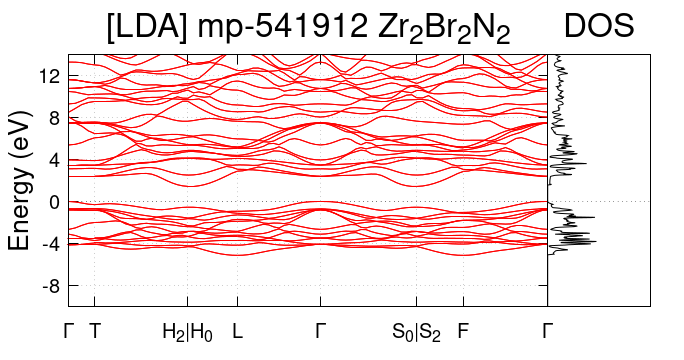 [LDA] mp-541912 Zr₂Br₂N₂ DOS
Energy (eV)
12
8
4
0
-4
-8
Γ T H₂|H₀ L Γ S₀|S₂ F Γ